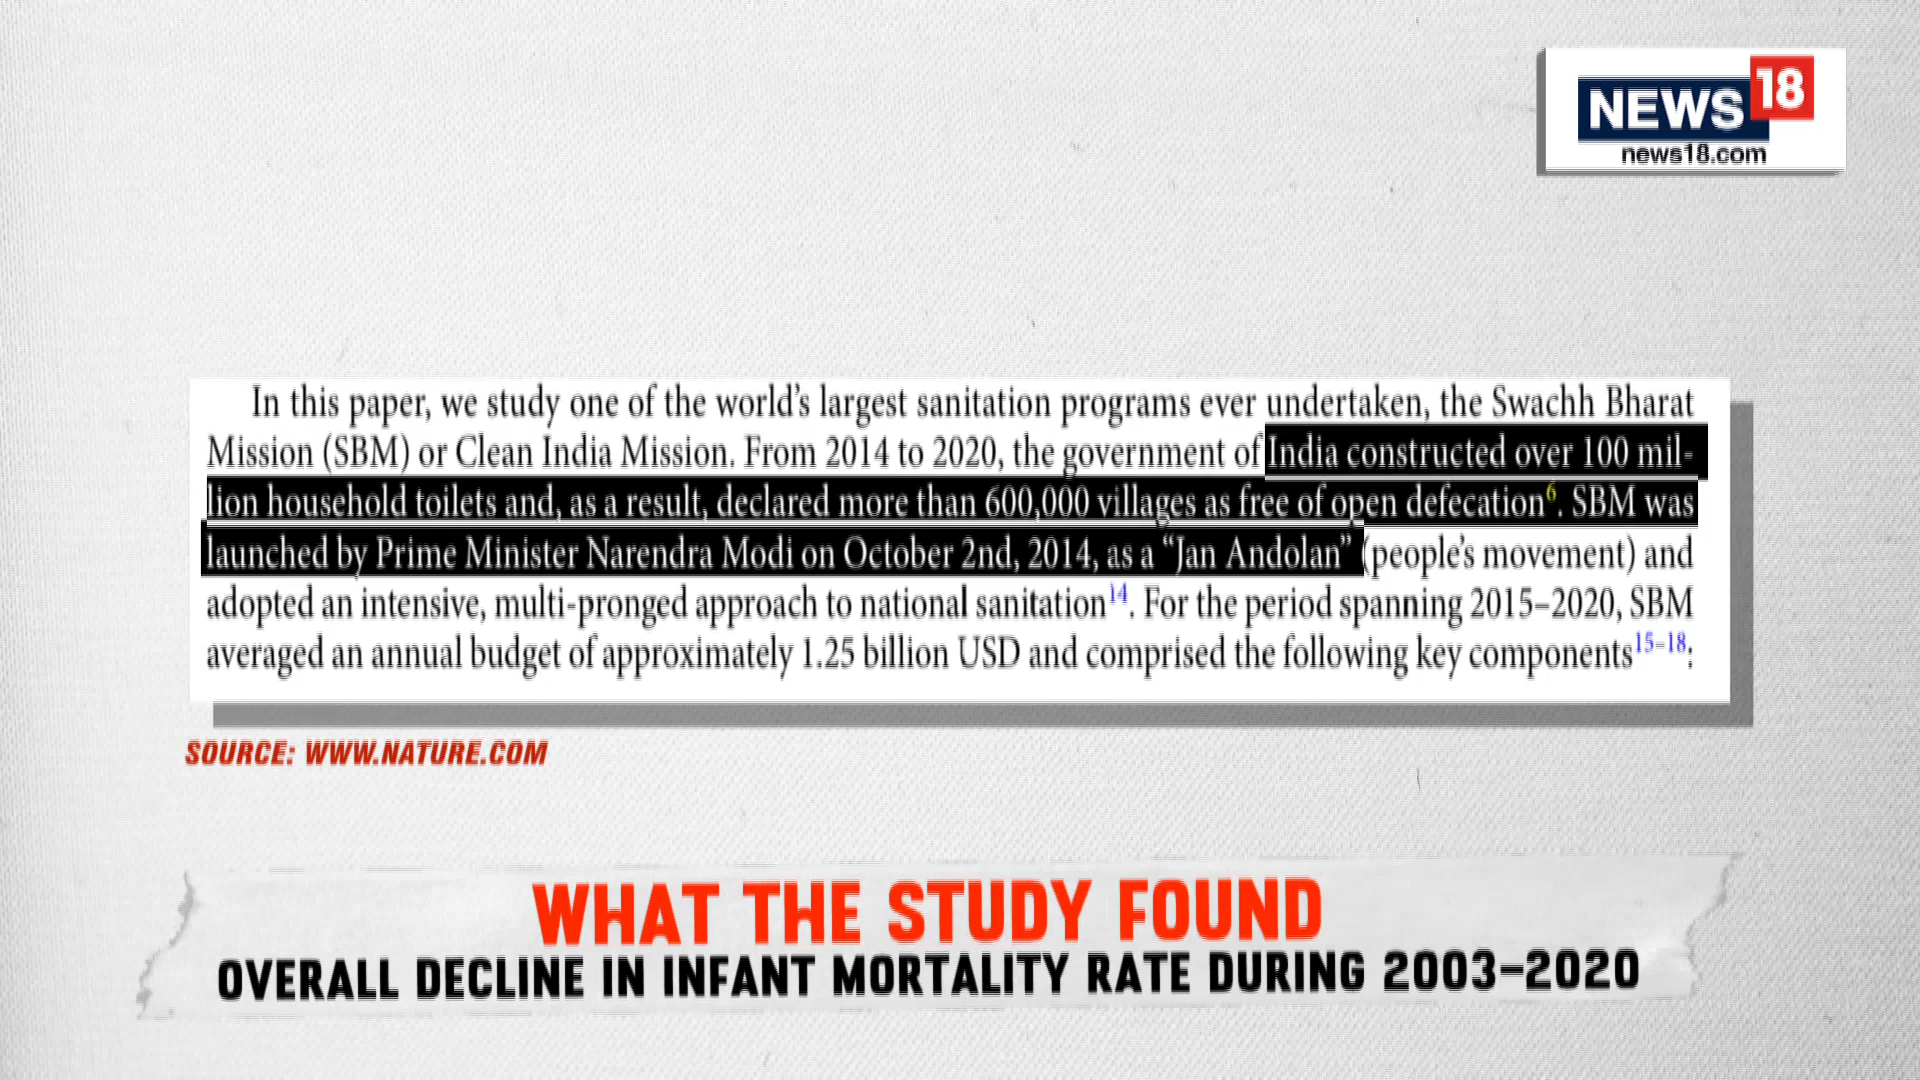 NEWS 18
news18.com
In this paper, we study one of the world’s largest sanitation programs ever undertaken, the Swachh Bharat
Mission (SBM) or Clean India Mission. From 2014 to 2020, the government of India constructed over 100 mil-
lion household toilets and, as a result, declared more than 600,000 villages as free of open defecation6. SBM was
launched by Prime Minister Narendra Modi on October 2nd, 2014, as a “Jan Andolan” (people’s movement) and
adopted an intensive, multi-pronged approach to national sanitation14. For the period spanning 2015–2020, SBM
averaged an annual budget of approximately 1.25 billion USD and comprised the following key components15–18:
SOURCE: WWW.NATURE.COM
WHAT THE STUDY FOUND
OVERALL DECLINE IN INFANT MORTALITY RATE DURING 2003–2020